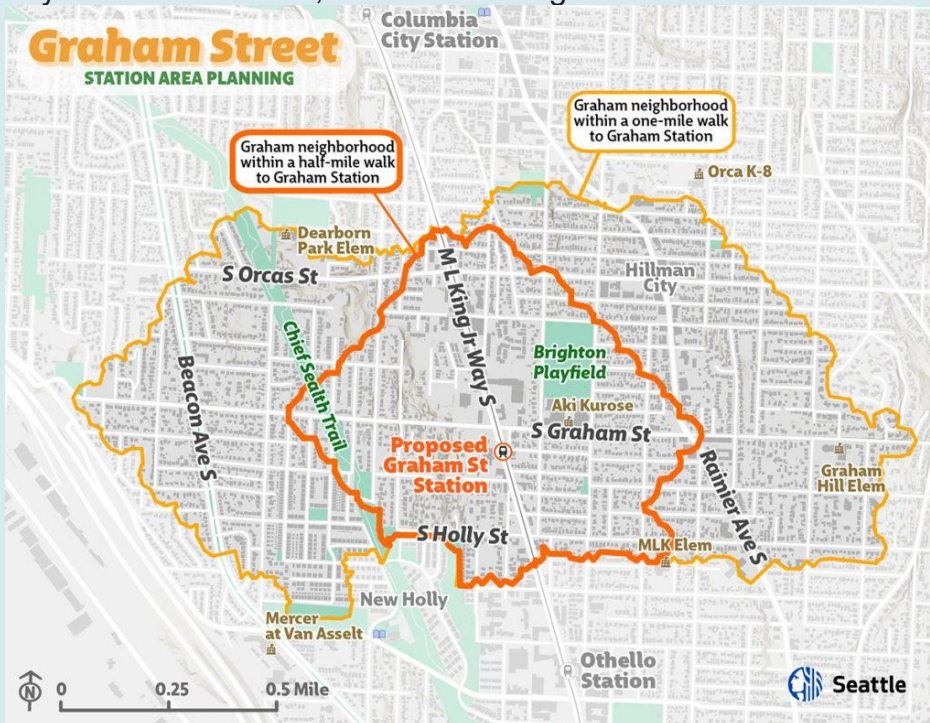 Graham Street
STATION AREA PLANNING
Columbia
City Station
Graham neighborhood
within a half-mile walk
to Graham Station
Graham neighborhood
within a one-mile walk
to Graham Station
Orca K-8
Dearborn
Park Elem
S Orcas St
M L King Jr Way S
Hillman
City
Chief Sealth Trail
Beacon Ave S
Brighton
Playfield
Aki Kurose
S Graham St
Proposed
Graham St
Station
Rainier Ave S
Graham
Hill Elem
S Holly St
MLK Elem
New Holly
Mercer
at Van Asselt
Othello
Station
N
0 0.25 0.5 Mile
Seattle